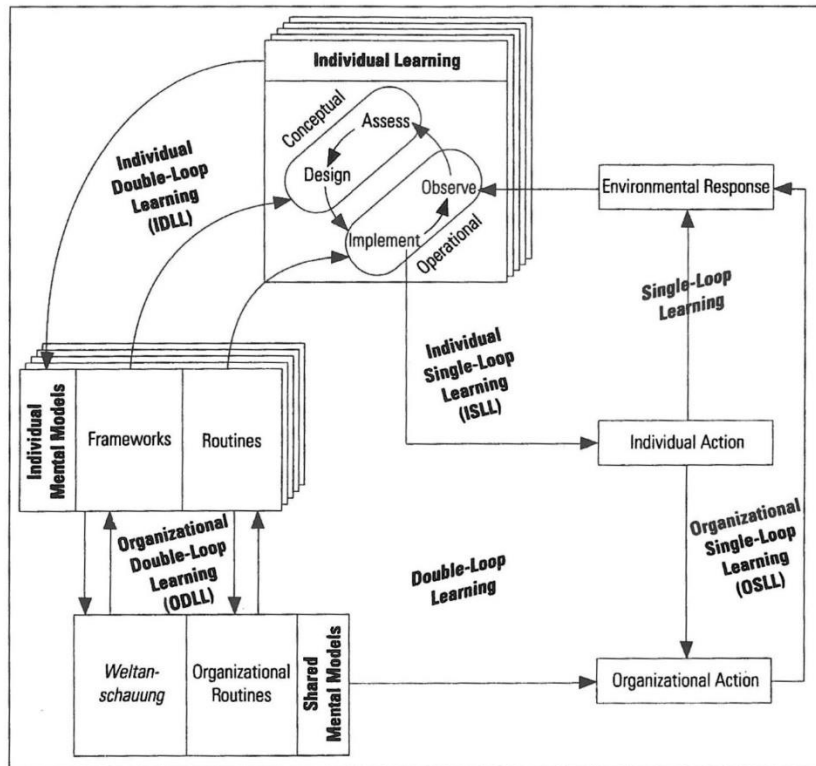 Individual Learning
Conceptual
Assess
Design
Observe
Implement
Operational
Individual
Double-Loop
Learning
(IDLL)
Environmental Response
Single-Loop
Learning
Individual
Single-Loop
Learning
(ISLL)
Individual
Mental Models
Frameworks
Routines
Individual Action
Organizational
Double-Loop
Learning
(ODLL)
Double-Loop
Learning
Organizational
Single-Loop
Learning
(OSLL)
Weltan-
schauung
Organizational
Routines
Shared
Mental Models
Organizational Action